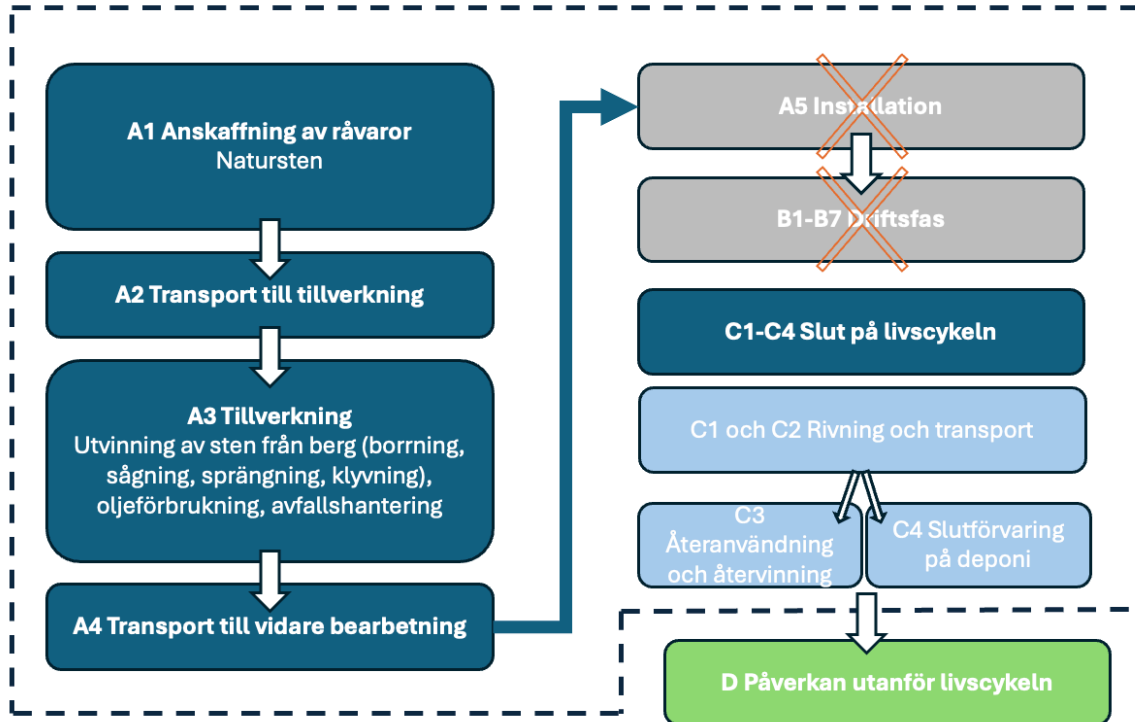 A1 Anskaffning av råvaror
Natursten
A2 Transport till tillverkning
A3 Tillverkning
Utvinning av sten från berg (borrning,
sågning, sprängning, klyvning),
oljeförbrukning, avfallshantering
A4 Transport till vidare bearbetning
A5 Installation
B1-B7 Driftsfas
C1-C4 Slut på livscykeln
C1 och C2 Rivning och transport
C3
Återanvändning
och återvinning
C4 Slutförvaring
på deponi
D Påverkan utanför livscykeln